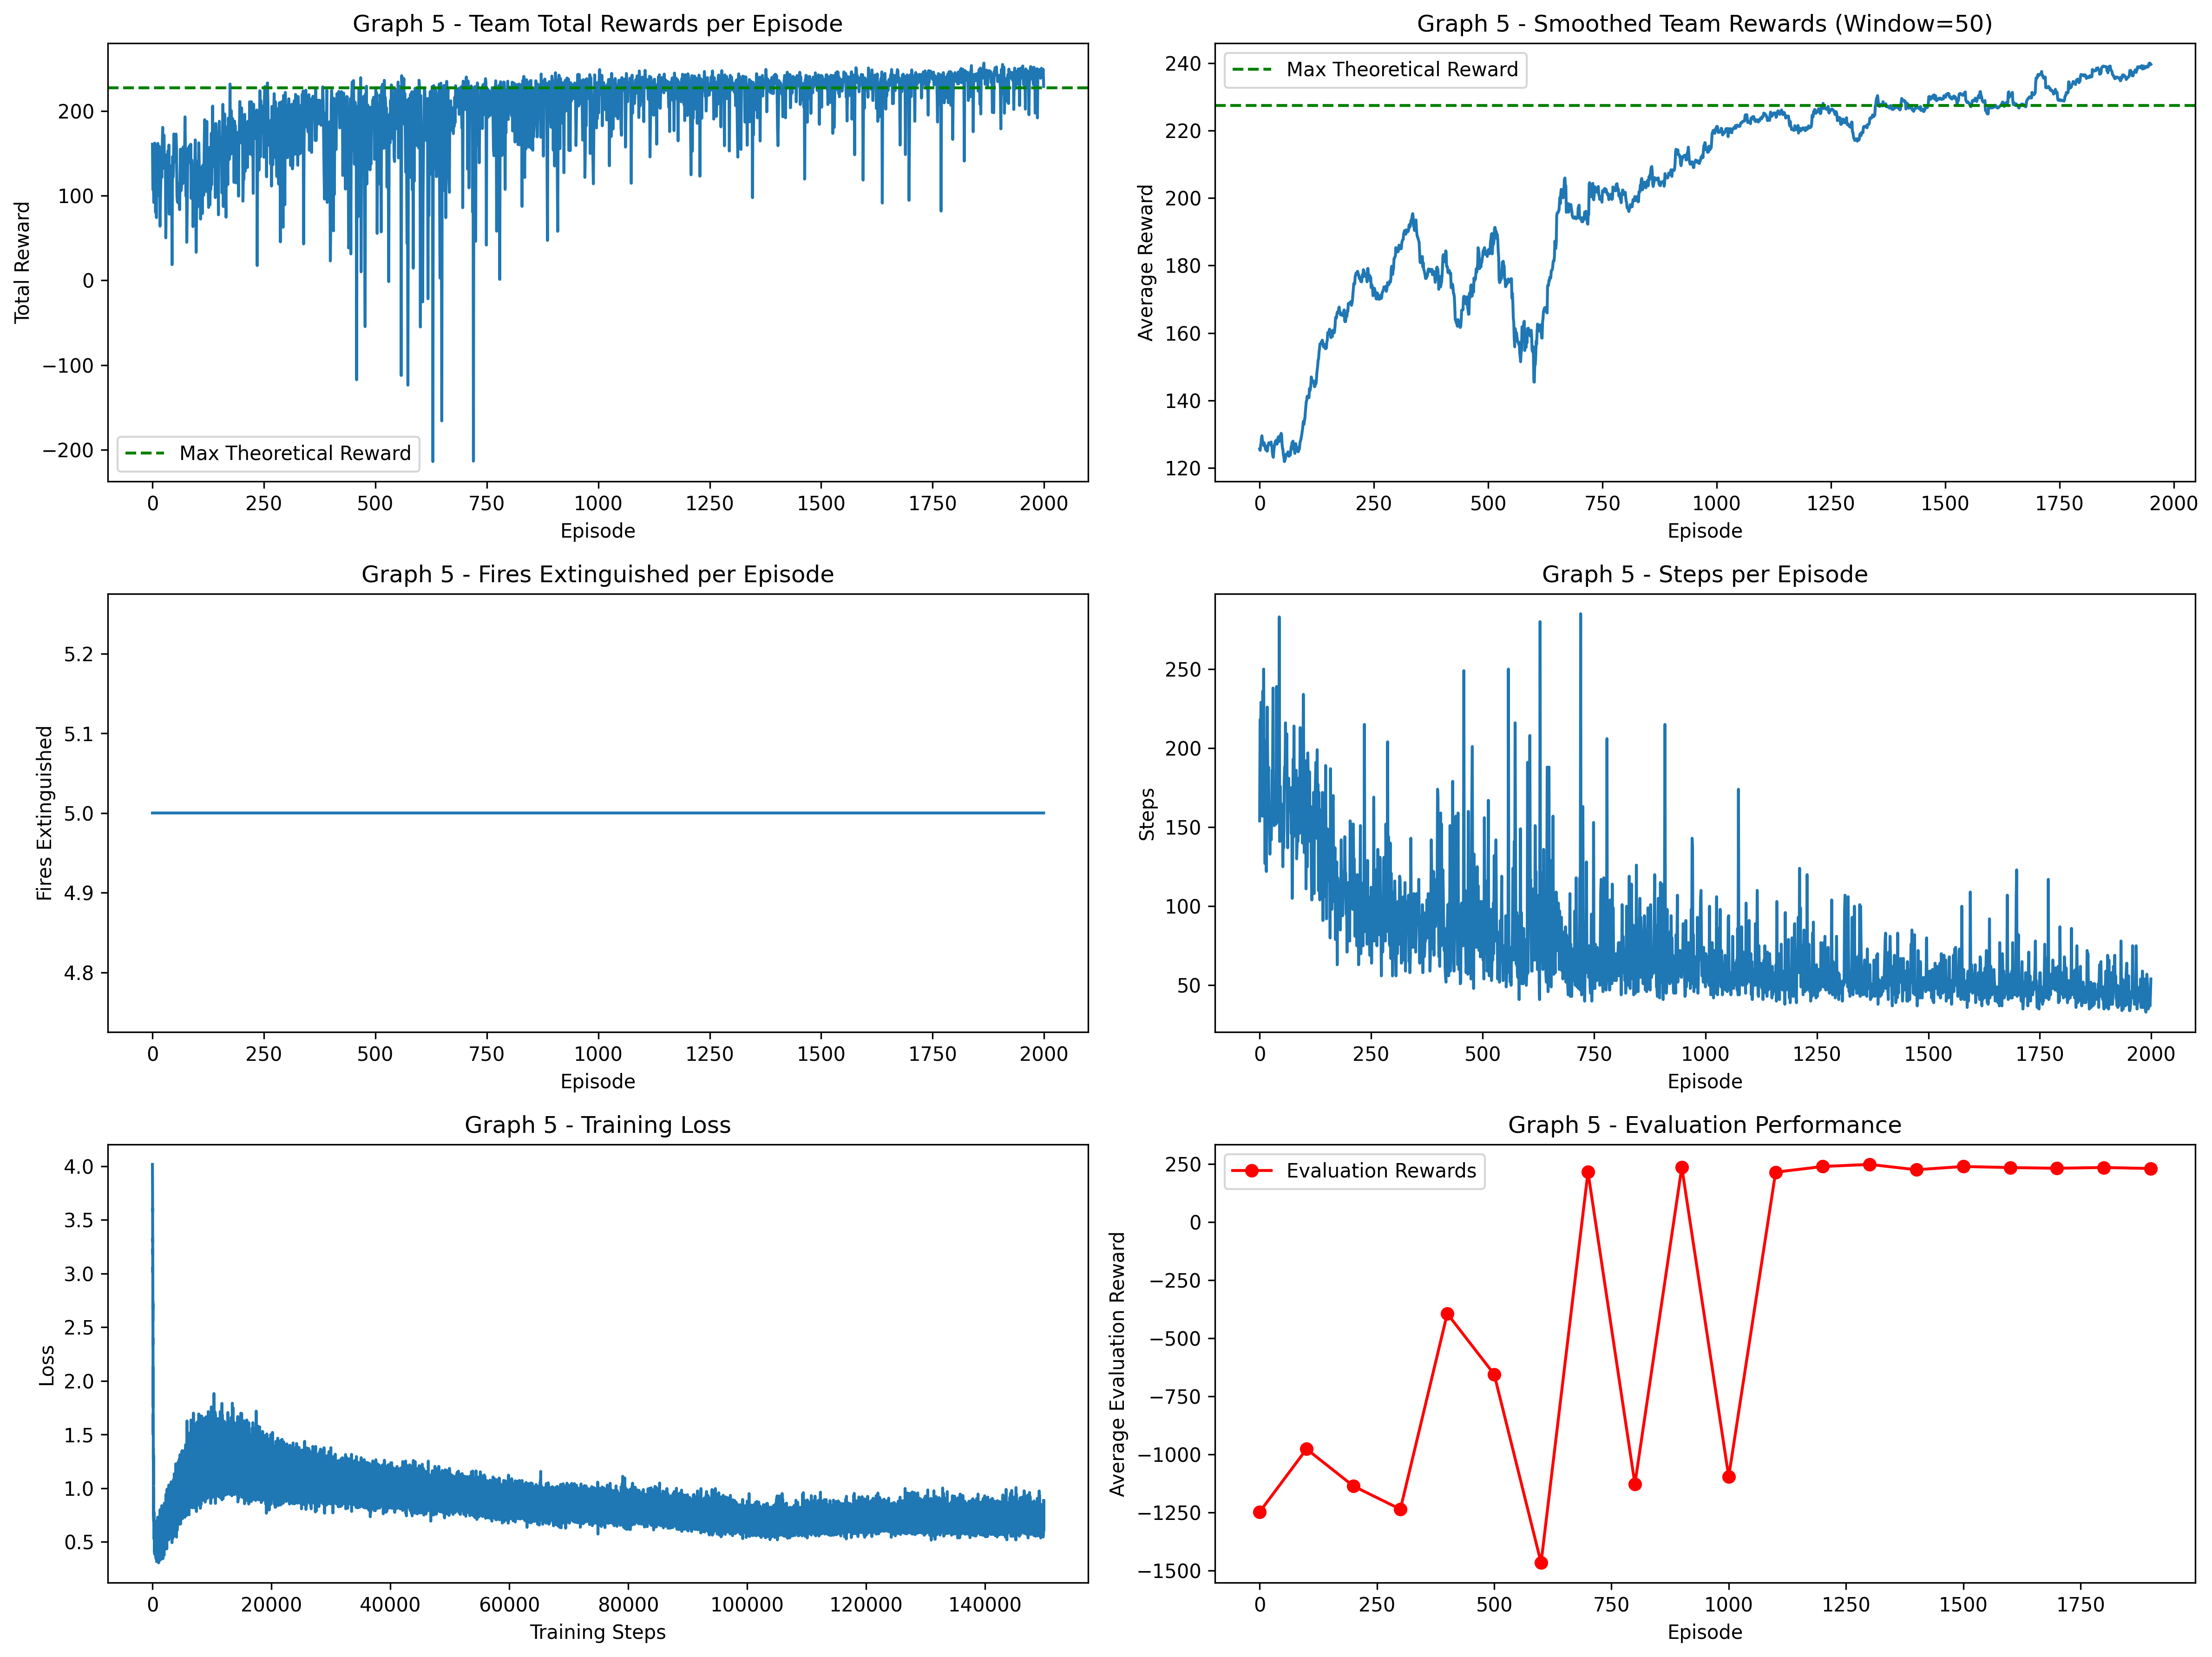 Graph 5 - Team Total Rewards per Episode
Total Reward
200
100
0
−100
−200
Max Theoretical Reward
0 250 500 750 1000 1250 1500 1750 2000
Episode
Graph 5 - Smoothed Team Rewards (Window=50)
Average Reward
240
220
200
180
160
140
120
Max Theoretical Reward
0 250 500 750 1000 1250 1500 1750 2000
Episode
Graph 5 - Fires Extinguished per Episode
Fires Extinguished
5.2
5.1
5.0
4.9
4.8
0 250 500 750 1000 1250 1500 1750 2000
Episode
Graph 5 - Steps per Episode
Steps
250
200
150
100
50
0 250 500 750 1000 1250 1500 1750 2000
Episode
Graph 5 - Training Loss
Loss
4.0
3.5
3.0
2.5
2.0
1.5
1.0
0.5
0 20000 40000 60000 80000 100000 120000 140000
Training Steps
Graph 5 - Evaluation Performance
Average Evaluation Reward
250
0
−250
−500
−750
−1000
−1250
−1500
Evaluation Rewards
0 250 500 750 1000 1250 1500 1750
Episode